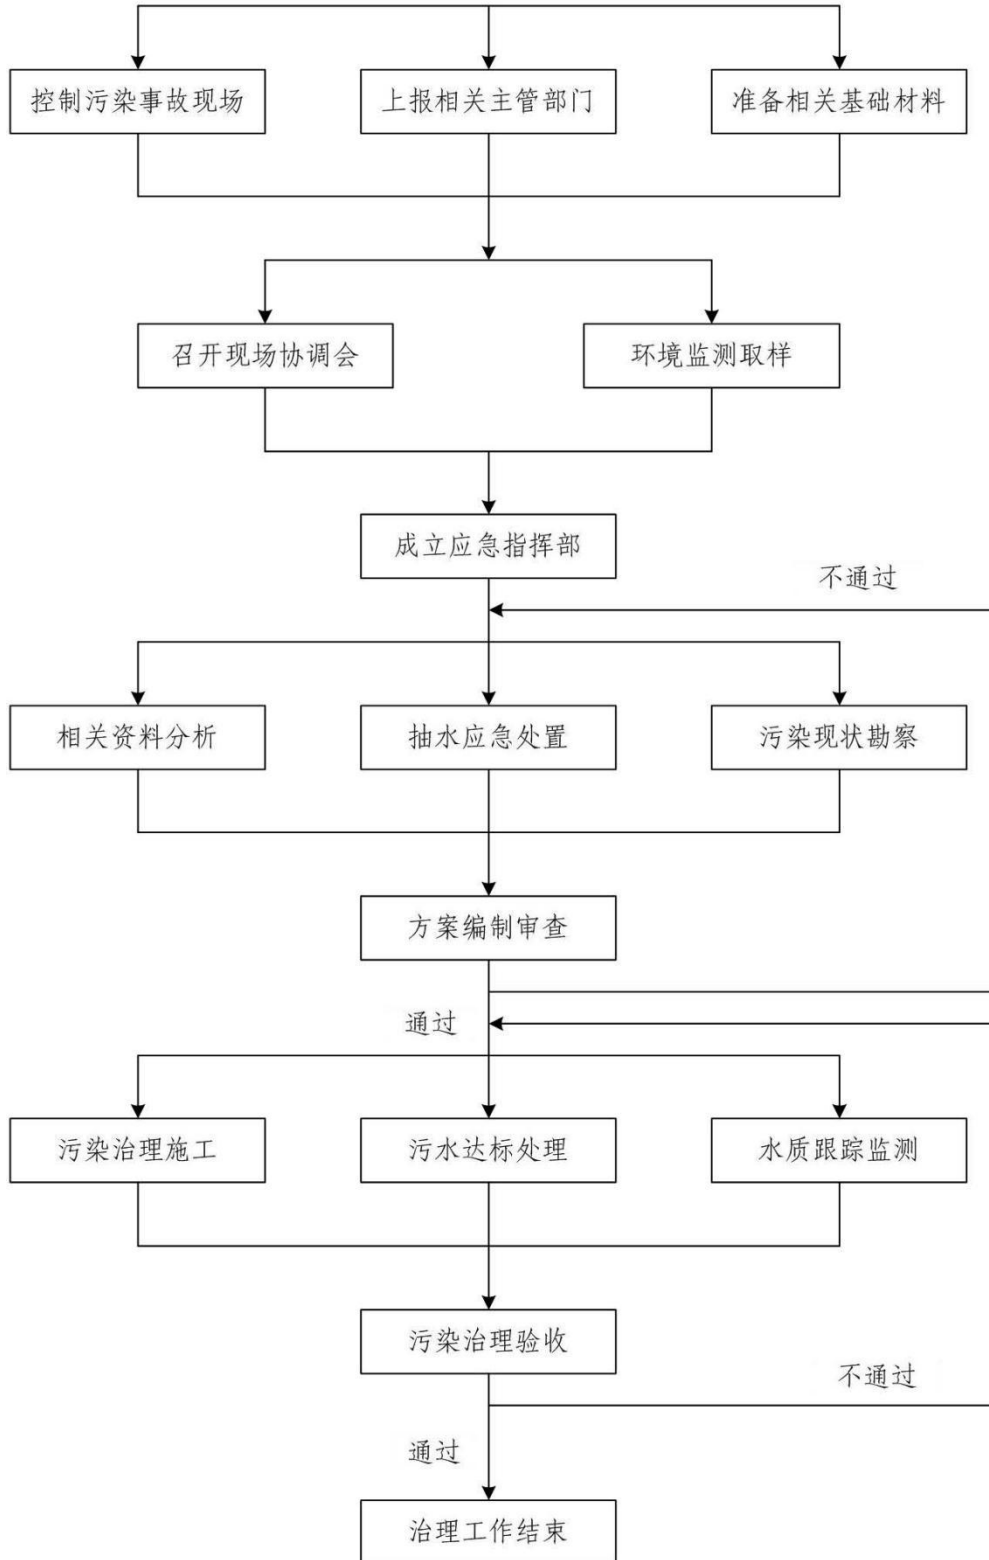 控制污染事故现场
上报相关主管部门
准备相关基础材料
召开现场协调会
环境监测取样
成立应急指挥部
不通过
相关资料分析
抽水应急处置
污染现状勘察
方案编制审查
通过
污染治理施工
污水达标处理
水质跟踪监测
污染治理验收
不通过
通过
治理工作结束